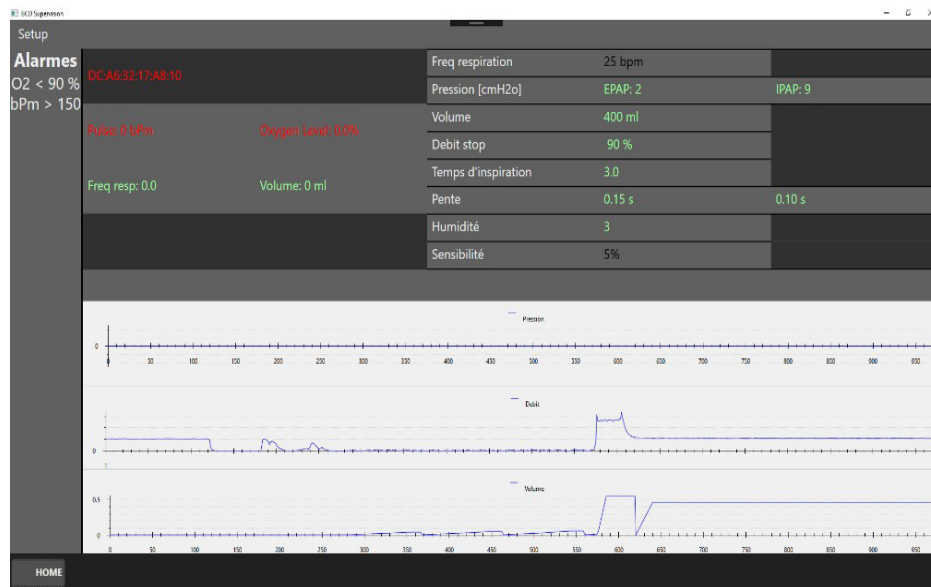 BCD Supervision
Setup
Alarmes
O2 < 90 %
bPm > 150
DC:A6:32:17:A8:10
Pulse: 0 bPm Oxygen Level: 0.0%
Freq resp: 0.0 Volume: 0 ml
Freq respiration 25 bpm
Pression [cmH2o] EPAP: 2 IPAP: 9
Volume 400 ml
Debit stop 90 %
Temps d'inspiration 3.0
Pente 0.15 s 0.10 s
Humidité 3
Sensibilité 5%
Pression
0
50 100 150 200 250 300 350 400 450 500 550 600 650 700 750 800 850 900 950
Debit
0
1
Volume
0.5
0
0 50 100 150 200 250 300 350 400 450 500 550 600 650 700 750 800 850 900 950
HOME